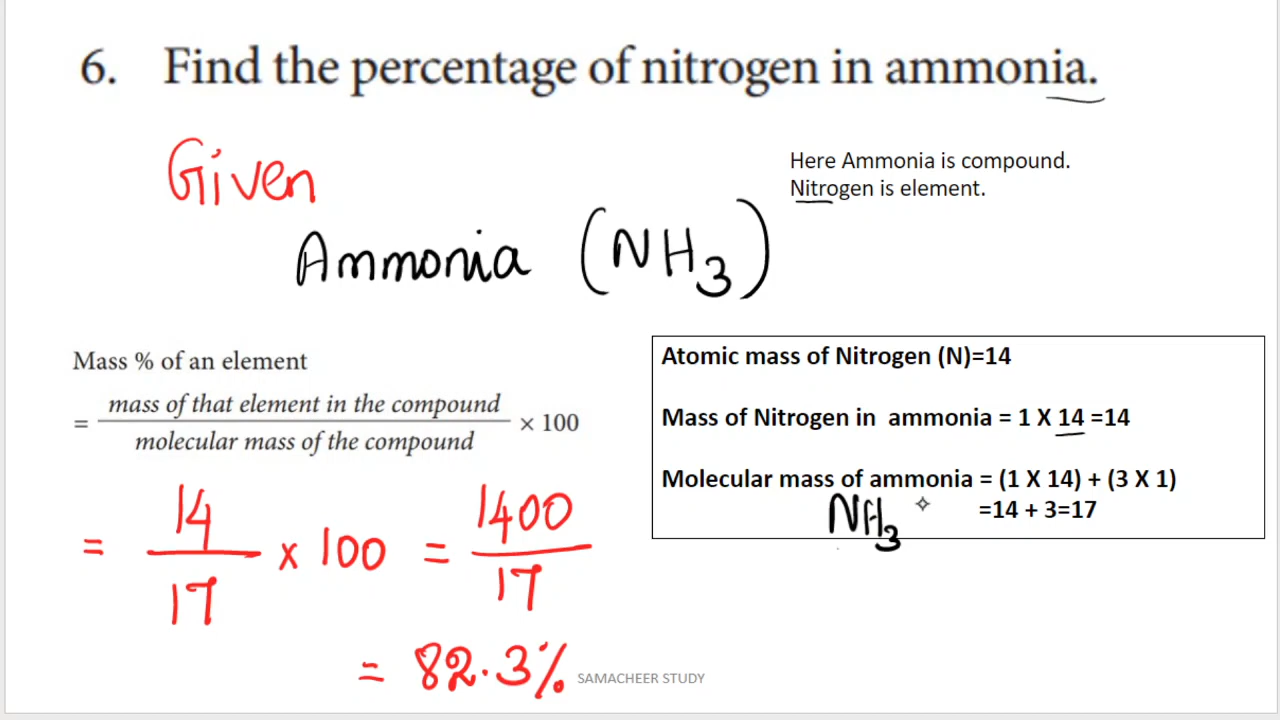 6. Find the percentage of nitrogen in ammonia.
Given
Here Ammonia is compound.
Nitrogen is element.
Ammonia (NH3)
Mass % of an element
= mass of that element in the compound / molecular mass of the compound × 100
= 14 / 17 x 100 = 1400 / 17
= 82.3%
Atomic mass of Nitrogen (N)=14
Mass of Nitrogen in ammonia = 1 X 14 =14
Molecular mass of ammonia = (1 X 14) + (3 X 1)
NH3 =14 + 3=17
SAMACHEER STUDY